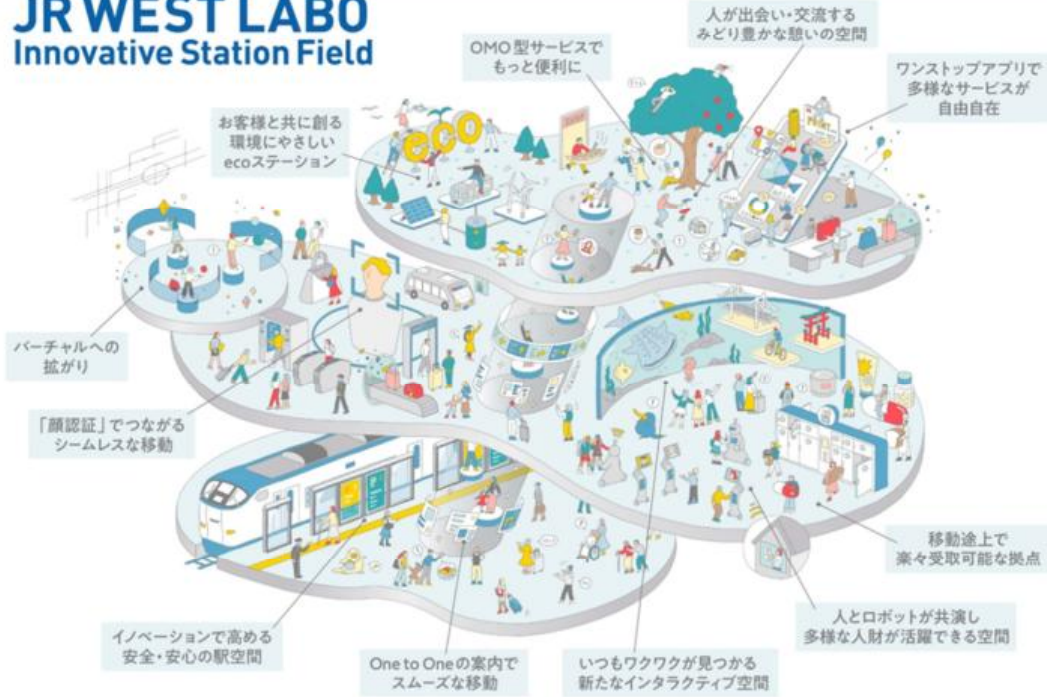 JR WEST LABO
Innovative Station Field
人が出会い・交流する
みどり豊かな憩いの空間
OMO型サービスで
もっと便利に
ワンストップアプリで
多様なサービスが
自由自在
お客様と共に創る
環境にやさしい
ecoステーション
eco
バーチャルへの
拡がり
「顔認証」でつながる
シームレスな移動
移動途上で
楽々受取可能な拠点
人とロボットが共演し
多様な人財が活躍できる空間
イノベーションで高める
安全・安心の駅空間
One to Oneの案内で
スムーズな移動
いつもワクワクが見つかる
新たなインタラクティブ空間